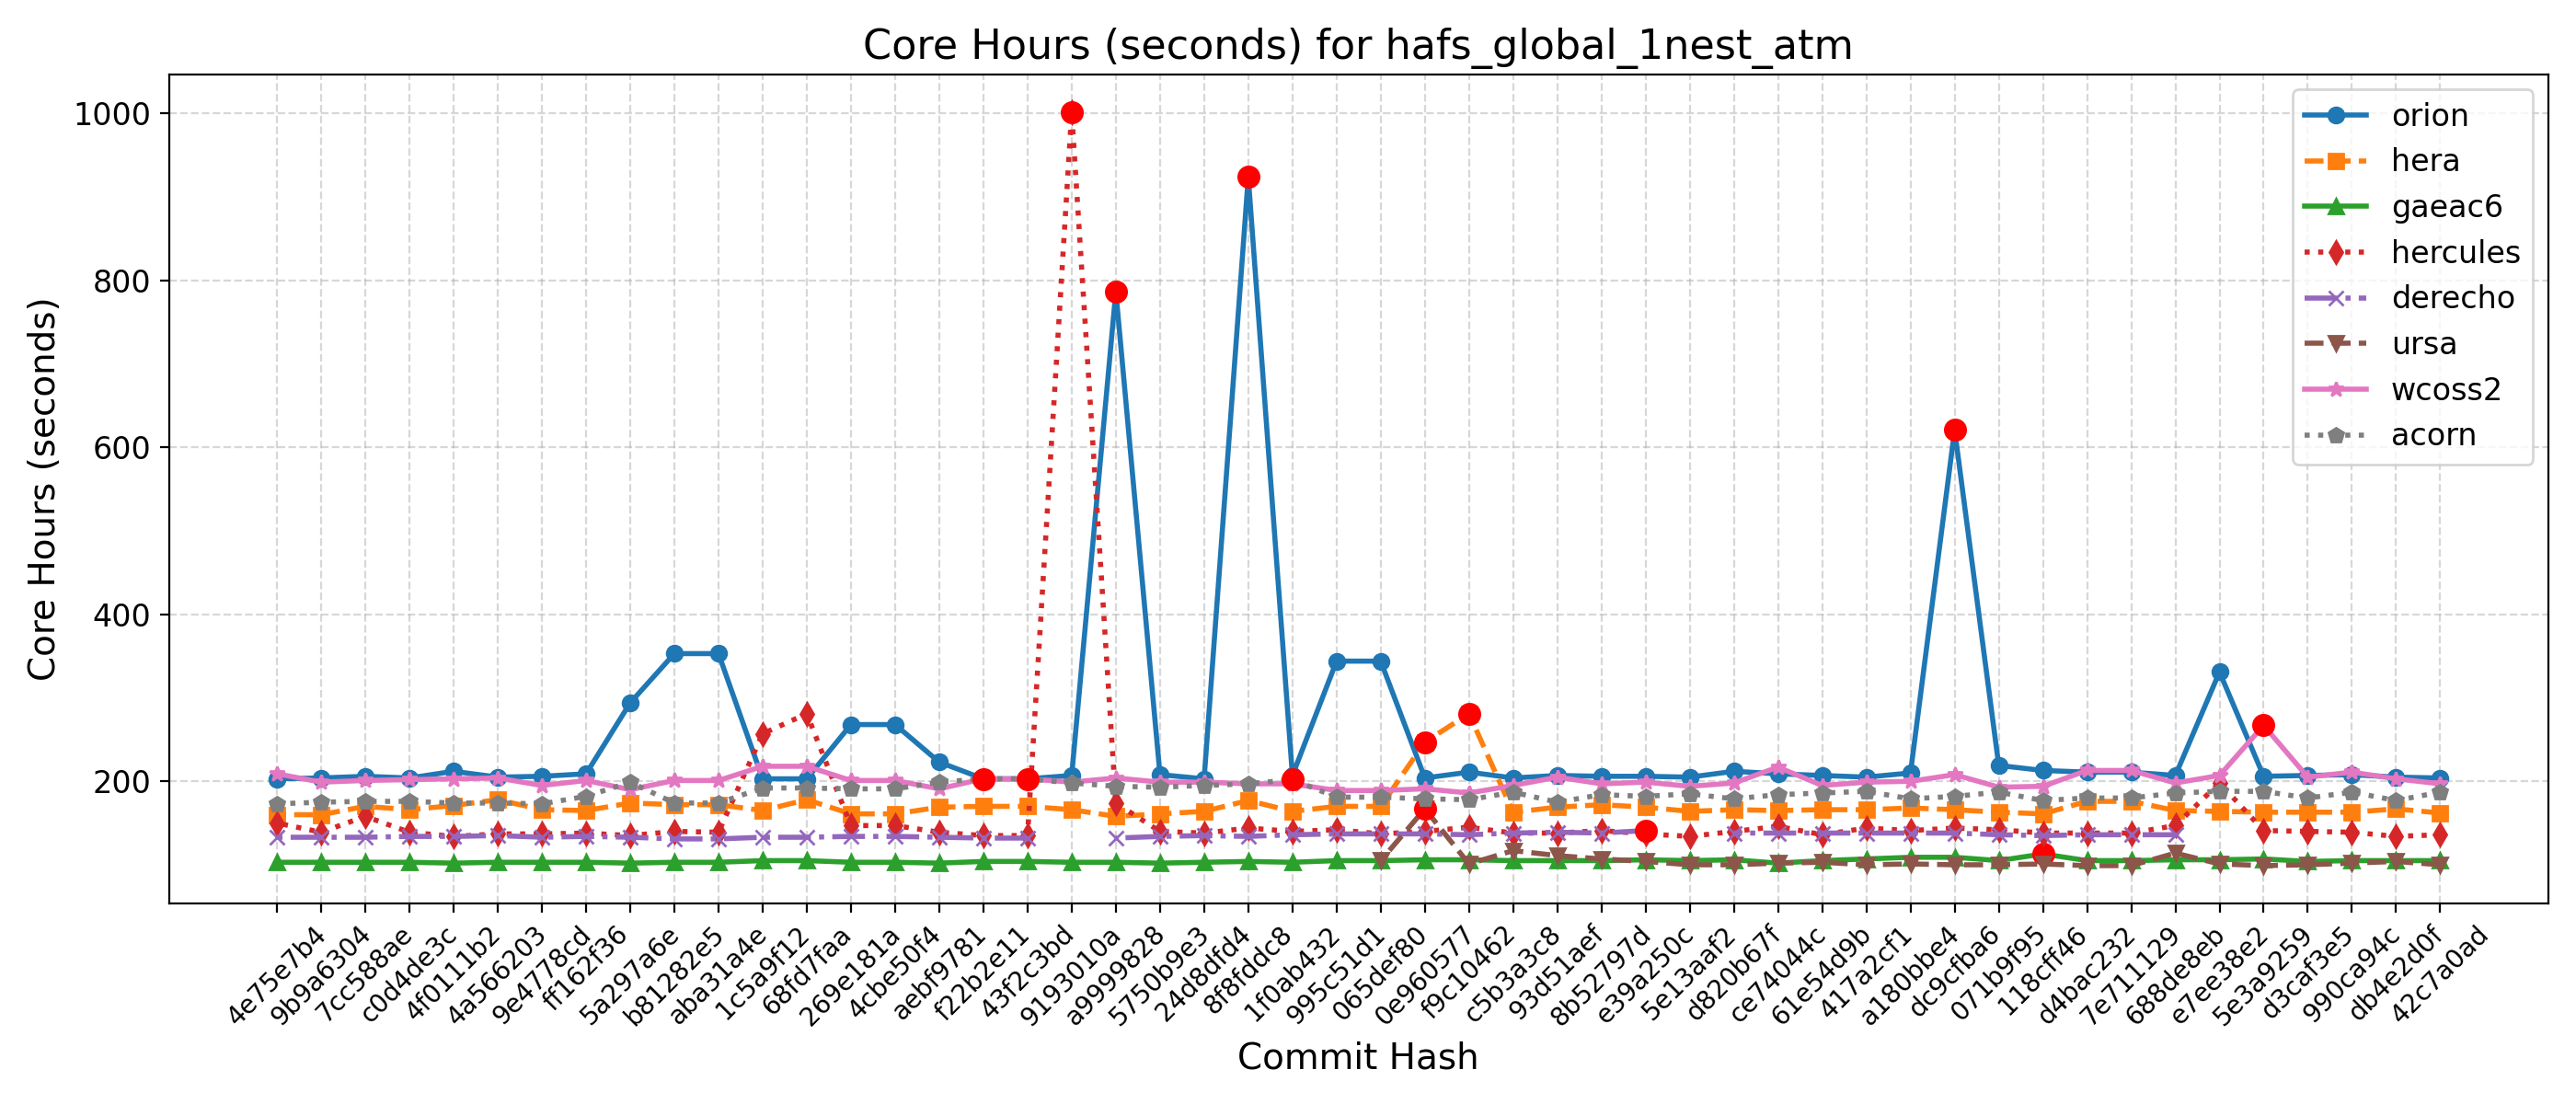 Core Hours (seconds) for hafs_global_1nest_atm
Core Hours (seconds)
1000
800
600
400
200
orion
hera
gaeac6
hercules
derecho
ursa
wcoss2
acorn
4e75e7b4
9b9a6304
7cc588ae
c0d4de3c
4f0111b2
4a566203
9e4778cd
ff162f36
5a297a6e
b81282e5
aba31a4e
1c5a9f12
68fd7faa
269e181a
4cbe50f4
aebf9781
f22b2e11
43f2c3bd
9193010a
a9999828
5750b9e3
24d8dfd4
8f8fddc8
1f0ab432
995c51d1
065def80
0e960577
f9c10462
c5b3a3c8
93d51aef
8b52797d
e39a250c
5e13aaf2
d820b67f
ce74044c
61e54d9b
417a2cf1
a180bbe4
dc9cfba6
071b9f95
118cff46
d4bac232
7e711129
688de8eb
e7ee38e2
5e3a9259
d3caf3e5
990ca94c
db4e2d0f
42c7a0ad
Commit Hash